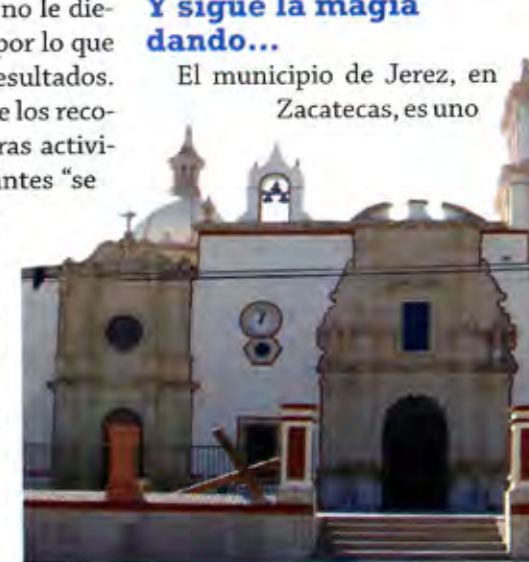 no le die-
por lo que
esultados.
e los reco-
ras activi-
ntes “se
Y sigue la magia
dando...
El municipio de Jerez, en
Zacatecas, es uno